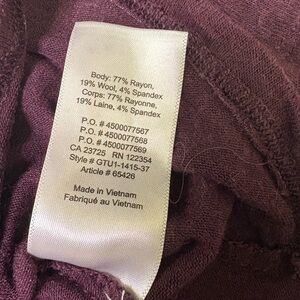 Body: 77% Rayon,
19% Wool, 4% Spandex
Corps: 77% Rayonne,
19% Laine, 4% Spandex
P.O. # 4500077567
P.O. # 4500077568
P.O. # 4500077569
CA 23725 RN 122354
Style # GTU1-1415-37
Article # 65426
Made in Vietnam
Fabriqué au Vietnam